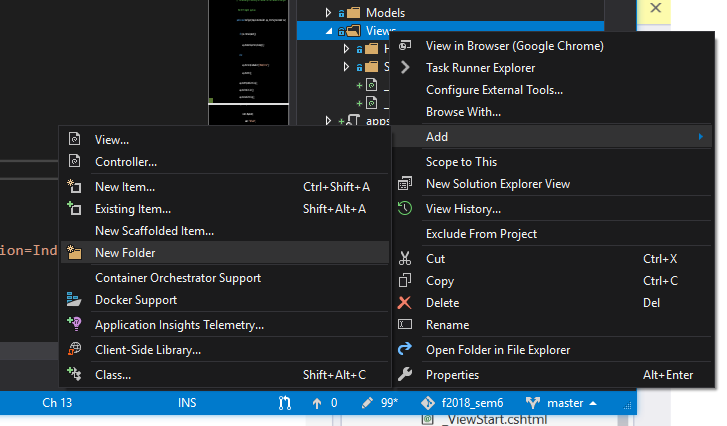 Models
Views
View in Browser (Google Chrome)
Task Runner Explorer
Configure External Tools...
Browse With...
Add
Scope to This
New Solution Explorer View
View History...
Exclude From Project
Cut Ctrl+X
Copy Ctrl+C
Delete Del
Rename
Open Folder in File Explorer
Properties Alt+Enter
View...
Controller...
New Item... Ctrl+Shift+A
Existing Item... Shift+Alt+A
New Scaffolded Item...
New Folder
Container Orchestrator Support
Docker Support
Application Insights Telemetry...
Client-Side Library...
Class... Shift+Alt+C
H
S
apps
ion=Ind
Ch 13 INS 0 99* f2018_sem6 master
_ViewStart.cshtml